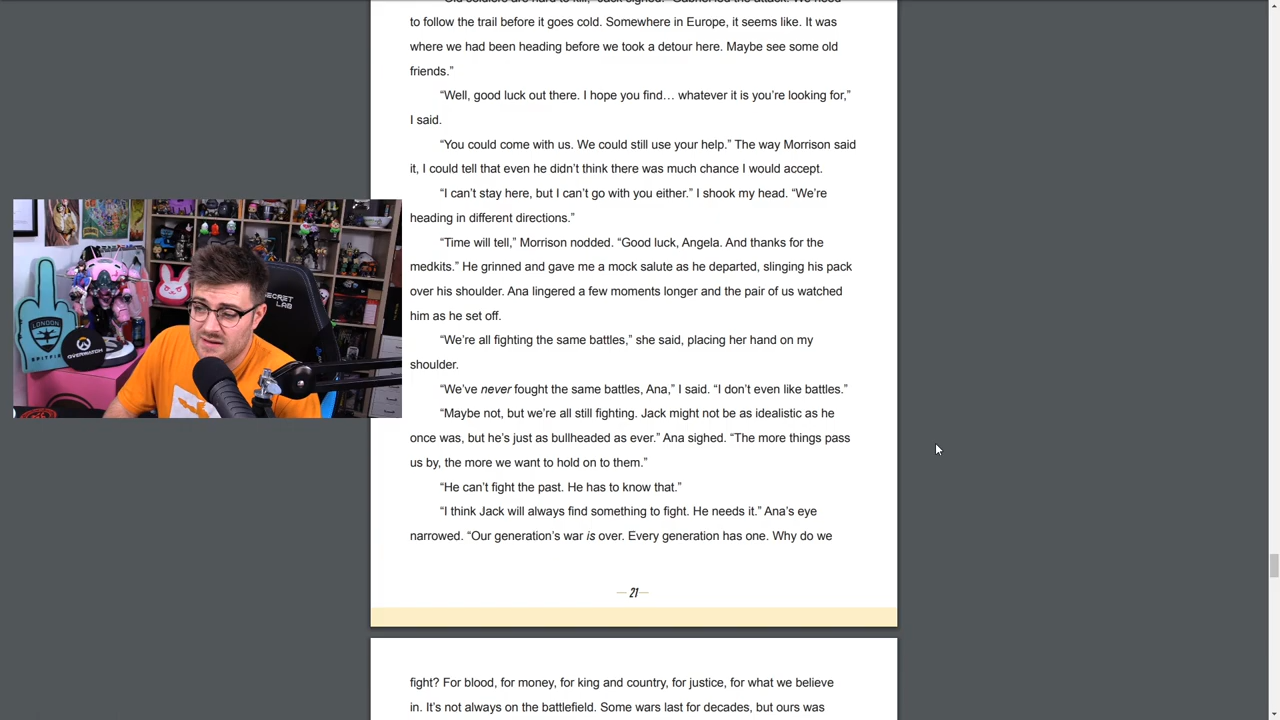 to follow the trail before it goes cold. Somewhere in Europe, it seems like. It was
where we had been heading before we took a detour here. Maybe see some old
friends.”
“Well, good luck out there. I hope you find… whatever it is you’re looking for,”
I said.
“You could come with us. We could still use your help.” The way Morrison said
it, I could tell that even he didn’t think there was much chance I would accept.
“I can’t stay here, but I can’t go with you either.” I shook my head. “We’re
heading in different directions.”
“Time will tell,” Morrison nodded. “Good luck, Angela. And thanks for the
medkits.” He grinned and gave me a mock salute as he departed, slinging his pack
over his shoulder. Ana lingered a few moments longer and the pair of us watched
him as he set off.
“We’re all fighting the same battles,” she said, placing her hand on my
shoulder.
“We’ve never fought the same battles, Ana,” I said. “I don’t even like battles.”
“Maybe not, but we’re all still fighting. Jack might not be as idealistic as he
once was, but he’s just as bullheaded as ever.” Ana sighed. “The more things pass
us by, the more we want to hold on to them.”
“He can’t fight the past. He has to know that.”
“I think Jack will always find something to fight. He needs it.” Ana’s eye
narrowed. “Our generation’s war is over. Every generation has one. Why do we
— 21 —
fight? For blood, for money, for king and country, for justice, for what we believe
in. It’s not always on the battlefield. Some wars last for decades, but ours was
SECRET
LAB
LONDON
SPITFIRE
OVERWATCH